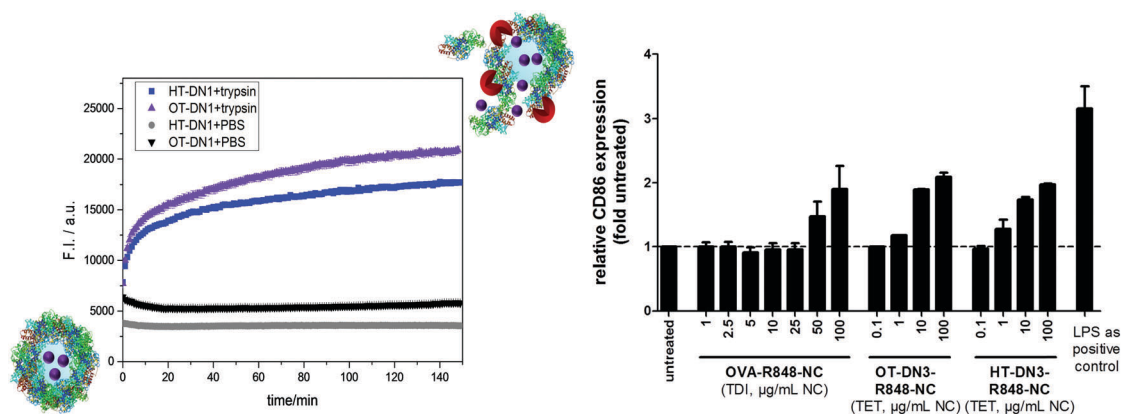 HT-DN1+trypsin
OT-DN1+trypsin
HT-DN1+PBS
OT-DN1+PBS
25000
20000
15000
10000
5000
0
F.I. / a.u.
0 20 40 60 80 100 120 140
time/min
relative CD86 expression
(fold untreated)
4
3
2
1
0
untreated
1 2.5 5 10 25 50 100
0.1 1 10 100
0.1 1 10 100
LPS as
positive
control
OVA-R848-NC
(TDI, µg/mL NC)
OT-DN3-
R848-NC
(TET, µg/mL NC)
HT-DN3-
R848-NC
(TET, µg/mL NC)